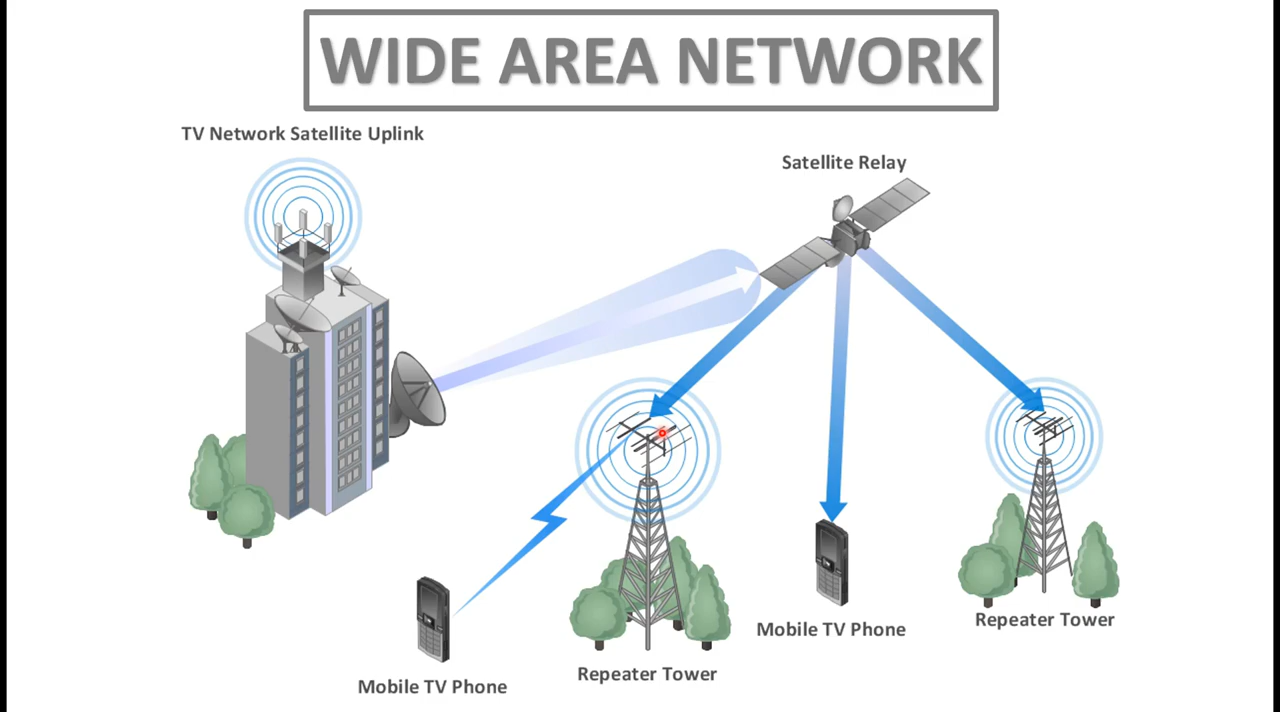 WIDE AREA NETWORK
TV Network Satellite Uplink
Satellite Relay
Mobile TV Phone
Repeater Tower
Mobile TV Phone
Repeater Tower